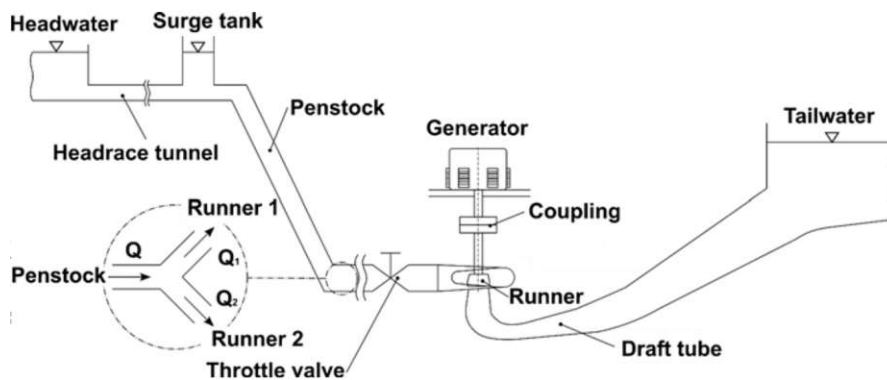 Headwater
Surge tank
Penstock
Headrace tunnel
Generator
Tailwater
Coupling
Runner 1
Q
Q₁
Penstock
Q₂
Runner 2
Throttle valve
Runner
Draft tube